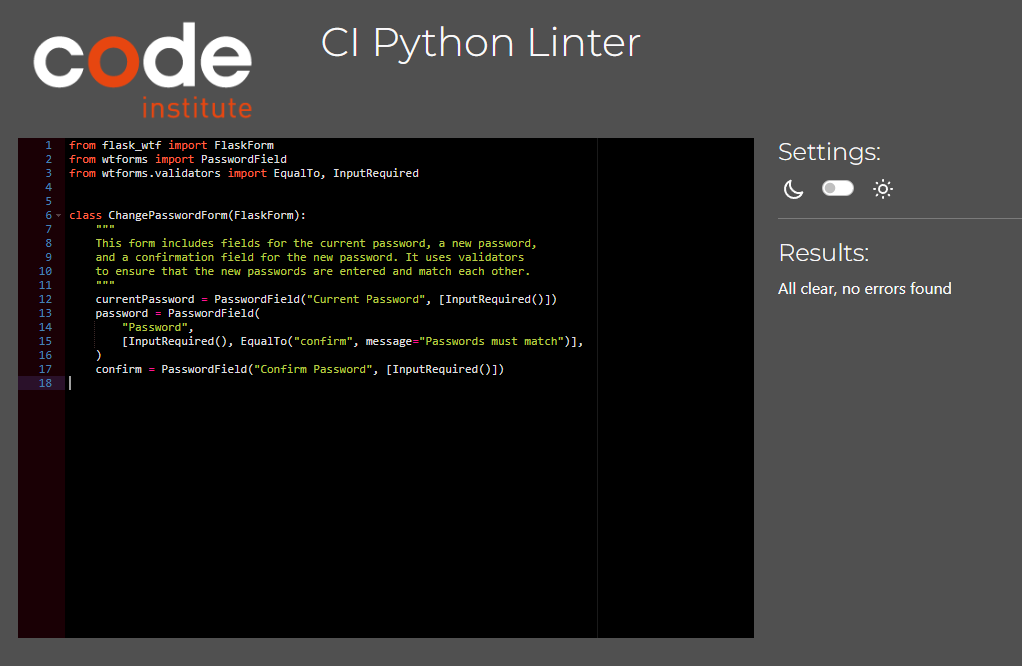 code
institute
CI Python Linter
1 from flask_wtf import FlaskForm
2 from wtforms import PasswordField
3 from wtforms.validators import EqualTo, InputRequired
4
5
6 class ChangePasswordForm(FlaskForm):
7     """
8     This form includes fields for the current password, a new password,
9     and a confirmation field for the new password. It uses validators
10     to ensure that the new passwords are entered and match each other.
11     """
12     currentPassword = PasswordField("Current Password", [InputRequired()])
13     password = PasswordField(
14         "Password",
15         [InputRequired(), EqualTo("confirm", message="Passwords must match")],
16     )
17     confirm = PasswordField("Confirm Password", [InputRequired()])
18
Settings:
Results:
All clear, no errors found